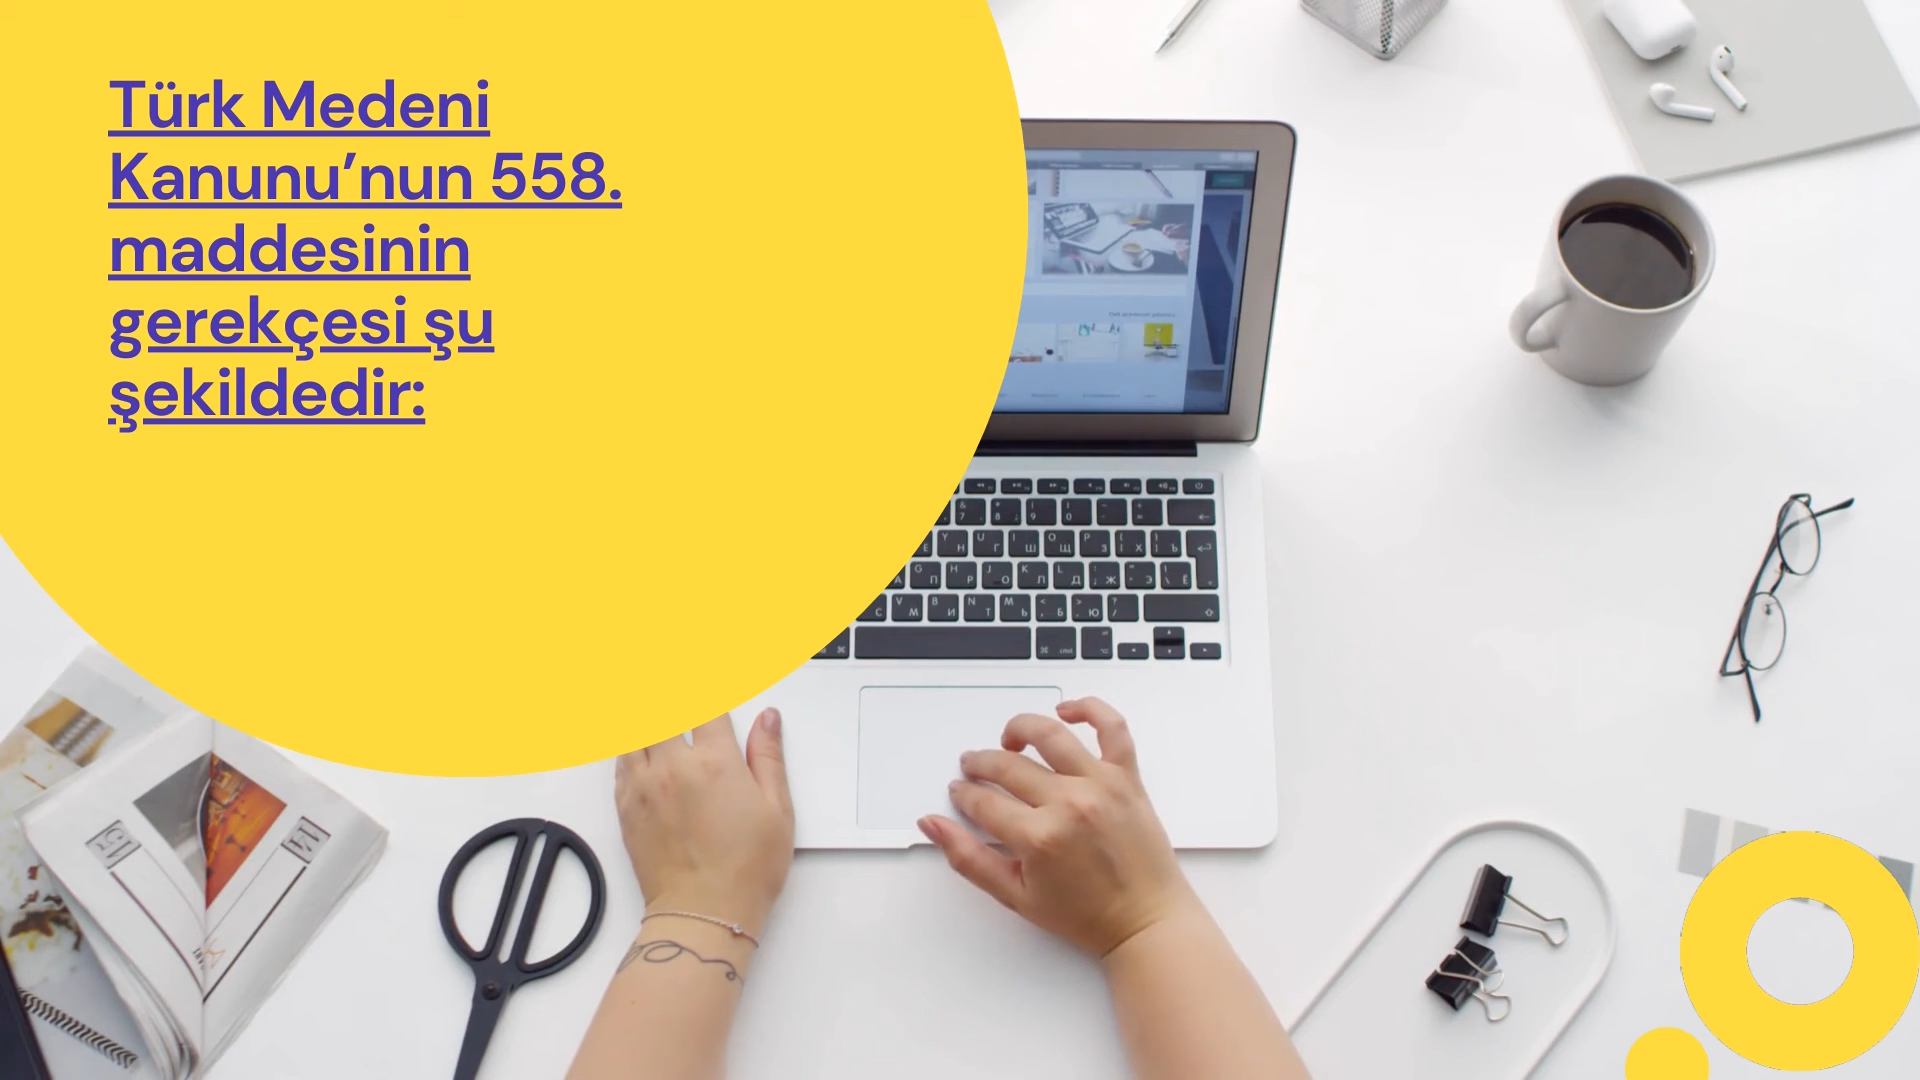 Türk Medeni
Kanunu’nun 558.
maddesinin
gerekçesi şu
şekildedir: